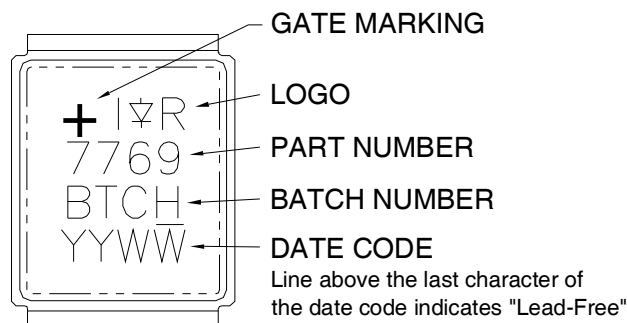 GATE MARKING
+ I R
LOGO
7769
PART NUMBER
BTCH
BATCH NUMBER
YYWW̅
DATE CODE
Line above the last character of
the date code indicates "Lead-Free"